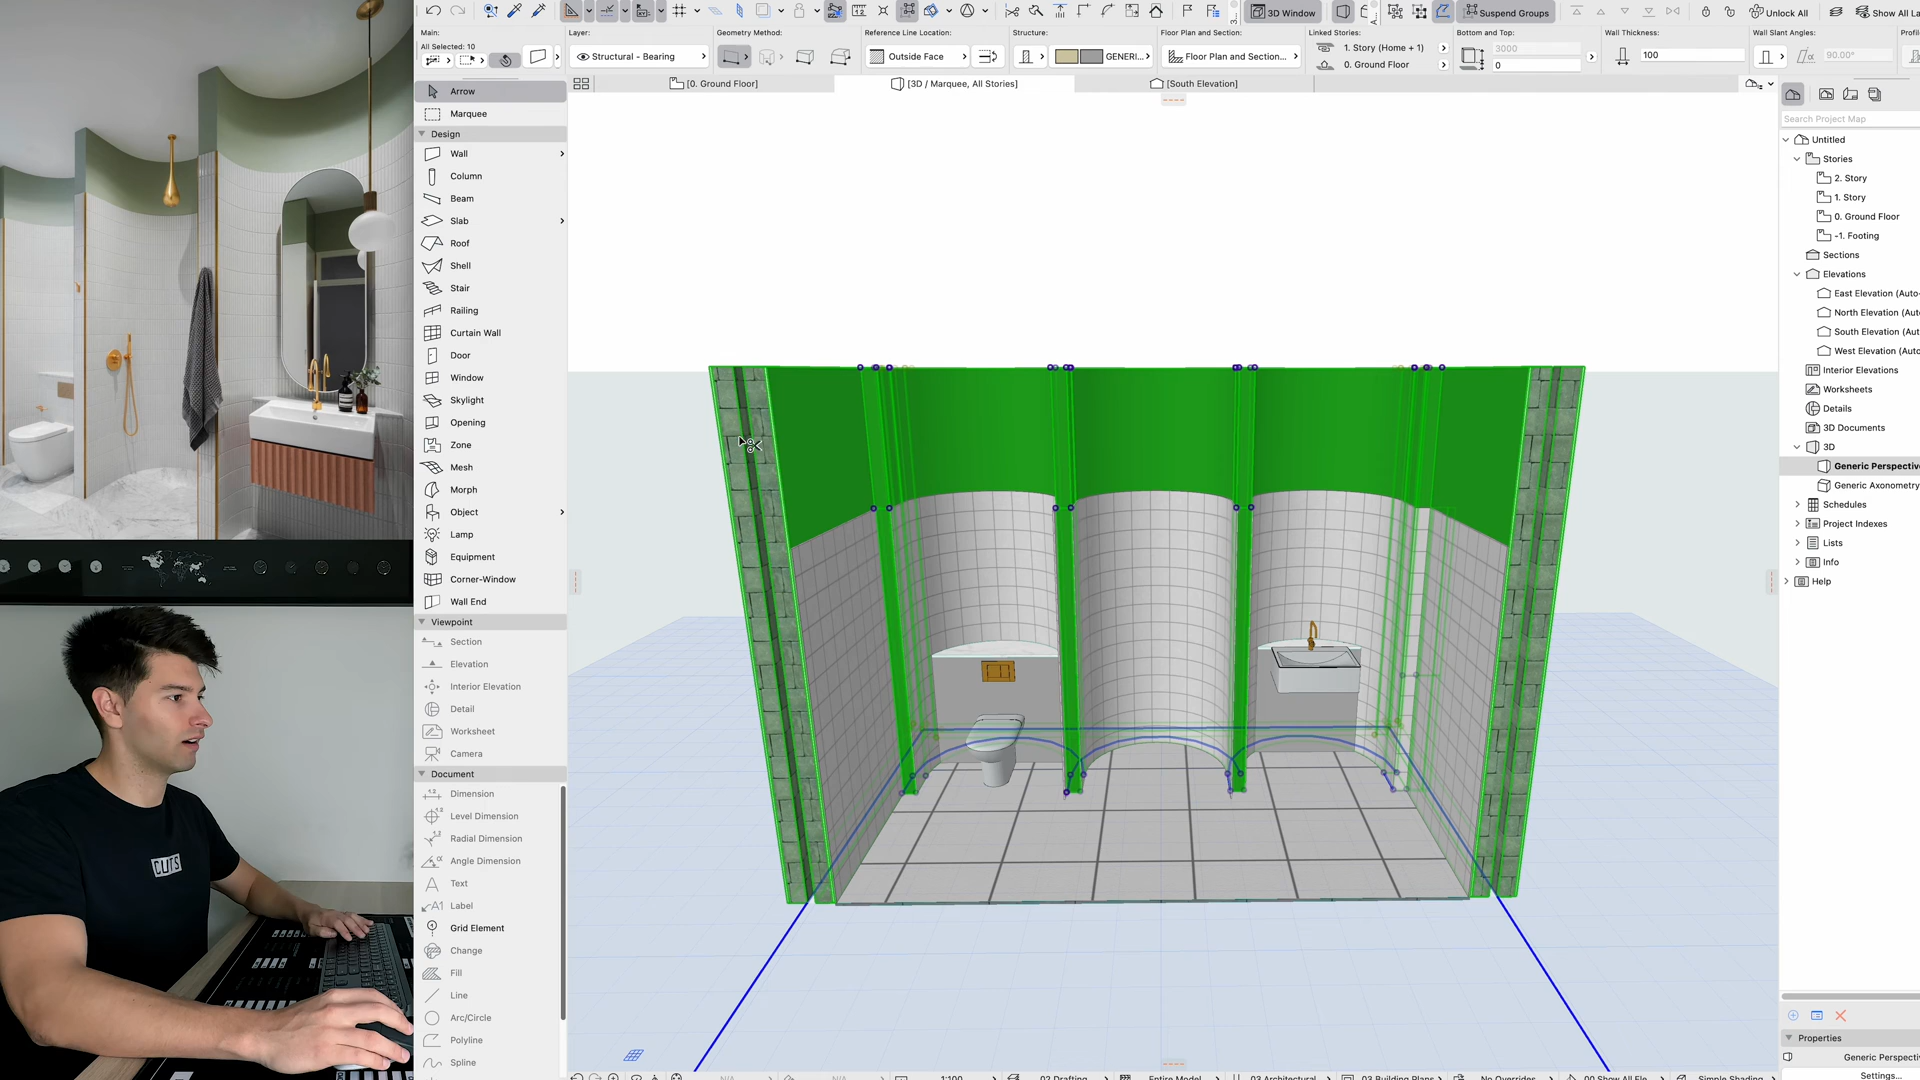 3D Window
Suspend Groups
Unlock All
Show All La
Main:
All Selected: 10
Layer:
Structural - Bearing
Geometry Method:
Reference Line Location:
Outside Face
Structure:
GENERI...
Floor Plan and Section:
Floor Plan and Section...
Linked Stories:
1. Story (Home + 1)
0. Ground Floor
Bottom and Top:
3000
0
Wall Thickness:
100
Wall Slant Angles:
90.00°
Profil
[0. Ground Floor]
[3D / Marquee, All Stories]
[South Elevation]
Arrow
Marquee
Design
Wall
Column
Beam
Slab
Roof
Shell
Stair
Railing
Curtain Wall
Door
Window
Skylight
Opening
Zone
Mesh
Morph
Object
Lamp
Equipment
Corner-Window
Wall End
Viewpoint
Section
Elevation
Interior Elevation
Detail
Worksheet
Camera
Document
Dimension
Level Dimension
Radial Dimension
Angle Dimension
Text
Label
Grid Element
Change
Fill
Line
Arc/Circle
Polyline
Spline
Search Project Map
Untitled
Stories
2. Story
1. Story
0. Ground Floor
-1. Footing
Sections
Elevations
East Elevation (Auto-
North Elevation (Aut
South Elevation (Aut
West Elevation (Auto
Interior Elevations
Worksheets
Details
3D Documents
3D
Generic Perspectiv
Generic Axonometry
Schedules
Project Indexes
Lists
Info
Help
Properties
Generic Perspecti
Settings...
N/A
N/A
1:100
02 Drafting
Entire Model
03 Architectural
03 Building Plans
No Overrides
00 Show All Ele
Simple Shading
CUTS